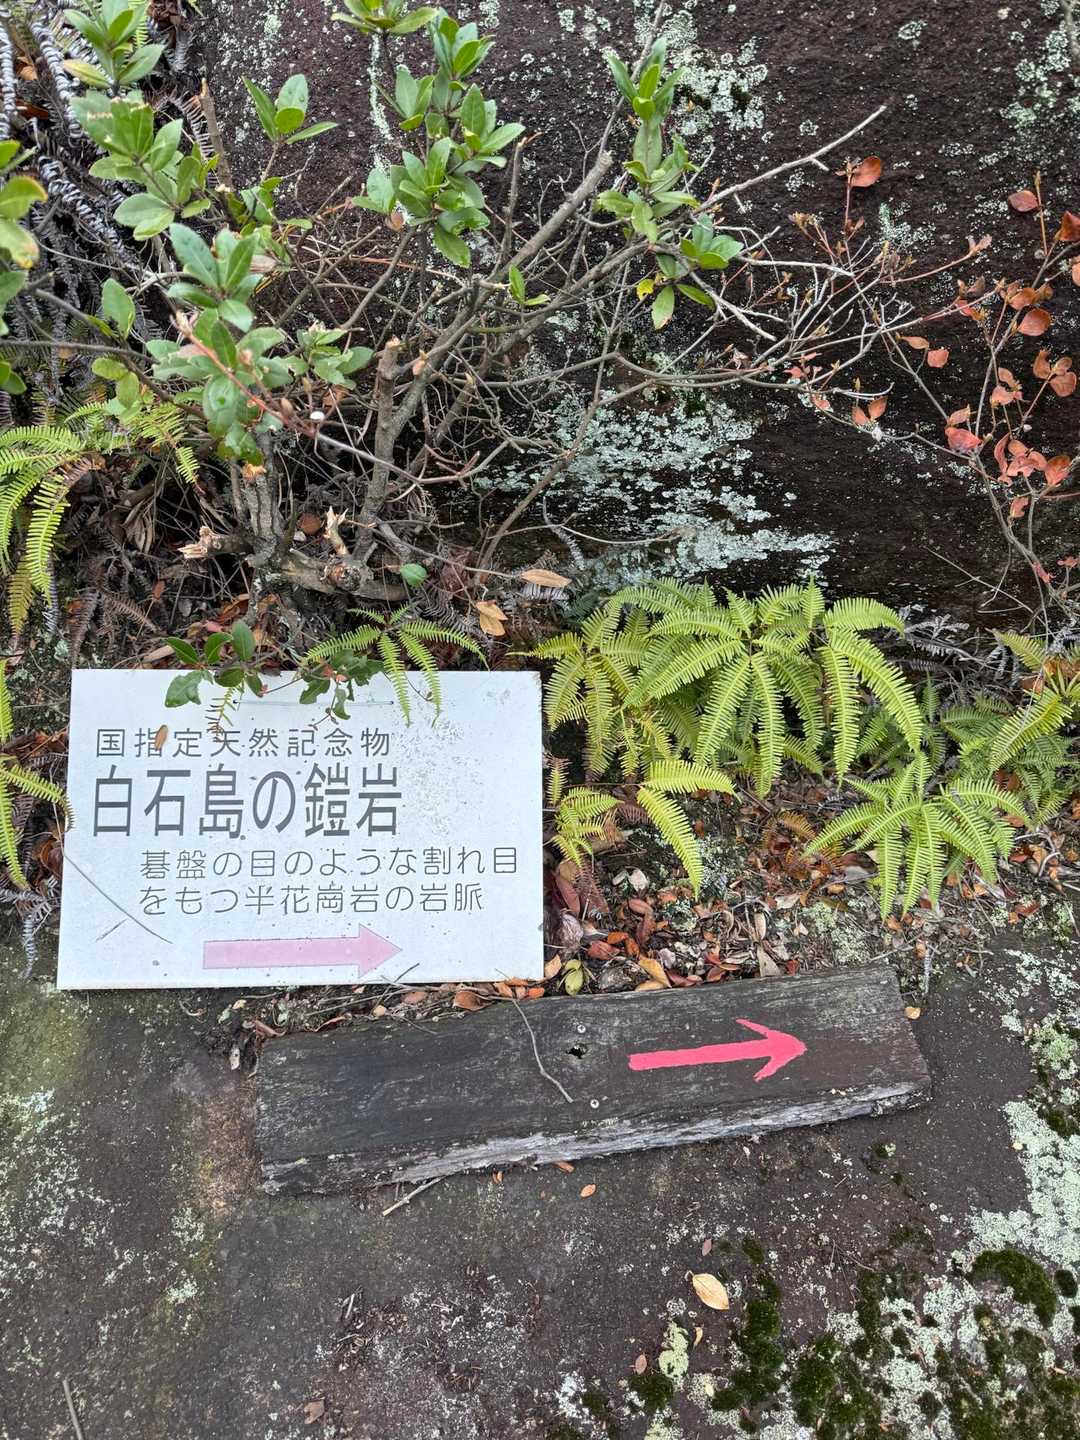 国指定天然記念物
白石島の鎧岩
碁盤の目のような割れ目
をもつ半花崗岩の岩脈